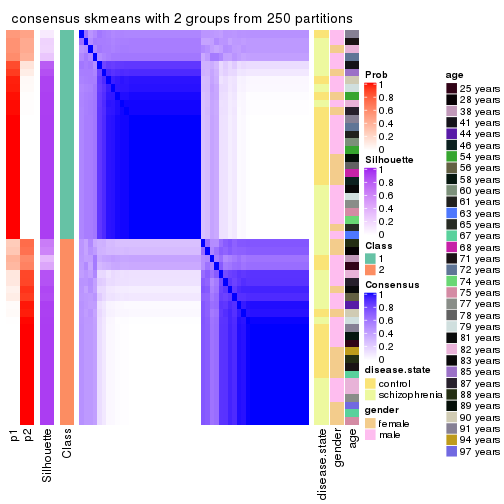 consensus skmeans with 2 groups from 250 partitions
p1
p2
Silhouette
Class
disease.state
gender
age
Prob
1
0.8
0.6
0.4
0.2
0
Silhouette
1
0.8
0.6
0.4
0.2
0
Class
1
2
Consensus
1
0.8
0.6
0.4
0.2
0
disease.state
control
schizophrenia
gender
female
male
age
25 years
28 years
38 years
41 years
44 years
46 years
54 years
56 years
58 years
60 years
61 years
63 years
65 years
67 years
68 years
71 years
72 years
74 years
75 years
77 years
78 years
79 years
81 years
82 years
83 years
85 years
87 years
88 years
89 years
90 years
91 years
94 years
97 years